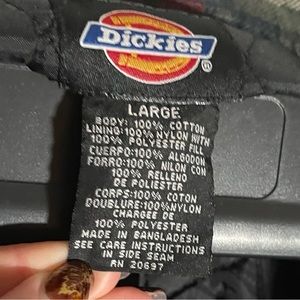 Dickies
®
LARGE
BODY: 100% COTTON
LINING:100% NYLON WITH
100% POLYESTER FILL
CUERPO:100% ALGODON
FORRO:100% NILON CON
100% RELLENO
DE POLIESTER
CORPS:100% COTON
DOUBLURE:100%NYLON
CHARGEE DE
100% POLYESTER
MADE IN BANGLADESH
SEE CARE INSTRUCTIONS
IN SIDE SEAM
RN 20697